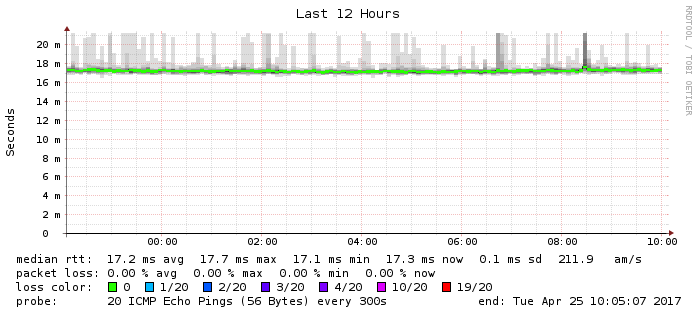 Last 12 Hours
RRDTOOL / TOBI OETIKER
Seconds
20 m
18 m
16 m
14 m
12 m
10 m
8 m
6 m
4 m
2 m
0
00:00 02:00 04:00 06:00 08:00 10:00
median rtt: 17.2 ms avg 17.7 ms max 17.1 ms min 17.3 ms now 0.1 ms sd 211.9 am/s
packet loss: 0.00 % avg 0.00 % max 0.00 % min 0.00 % now
loss color: 0 1/20 2/20 3/20 4/20 10/20 19/20
probe: 20 ICMP Echo Pings (56 Bytes) every 300s end: Tue Apr 25 10:05:07 2017